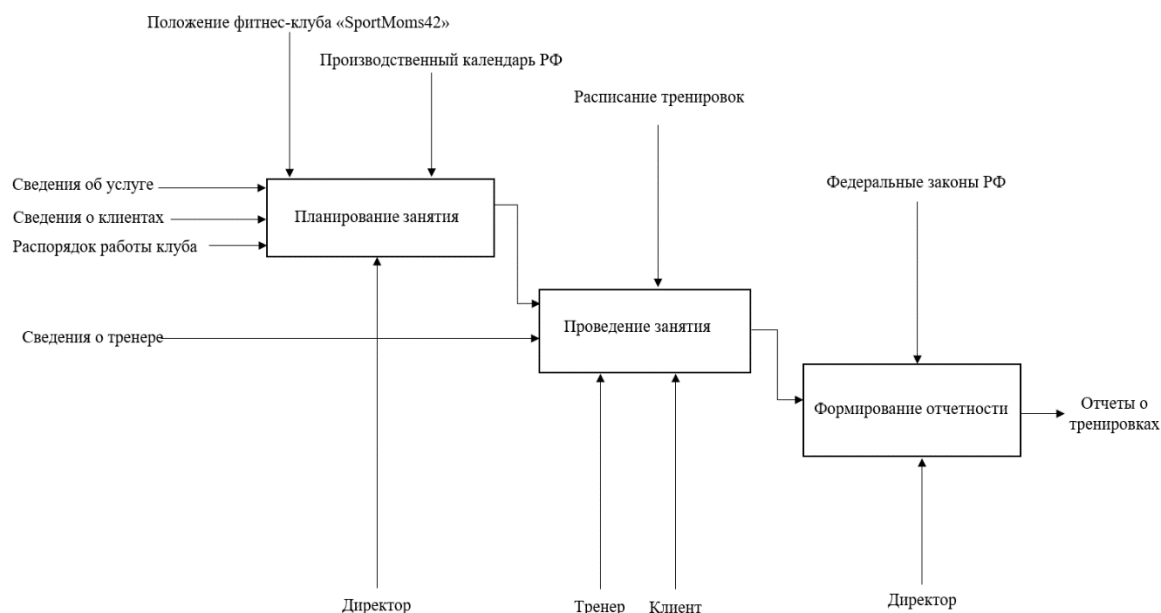 Положение фитнес-клуба «SportMoms42»
Производственный календарь РФ
Расписание тренировок
Федеральные законы РФ
Сведения об услуге
Сведения о клиентах
Распорядок работы клуба
Планирование занятия
Сведения о тренере
Проведение занятия
Формирование отчетности
Отчеты о
тренировках
Директор
Тренер
Клиент
Директор